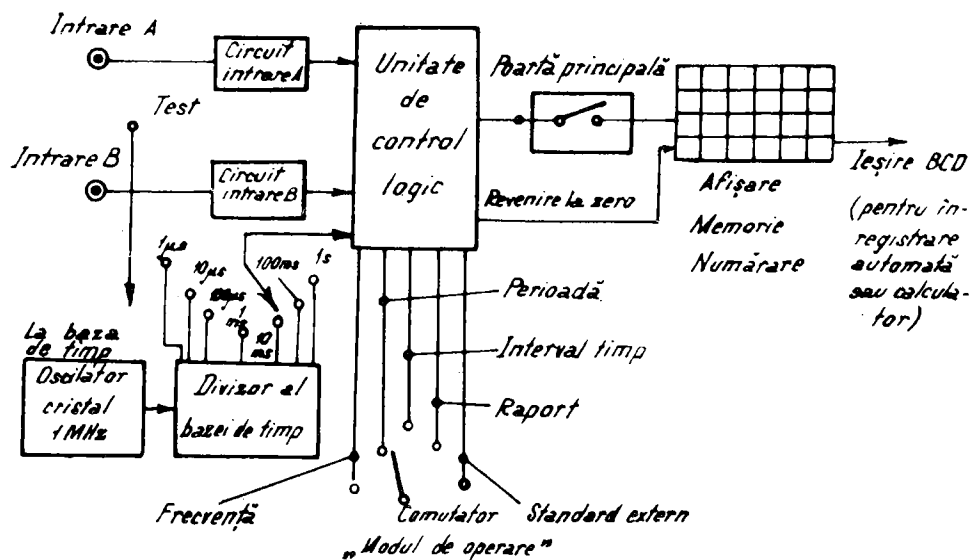 Intrare A
Circuit
intrare A
Unitate
de
control
logic
Poartă principală
Test
Intrare B
Circuit
intrare B
Revenire la zero
Afișare
Memorie
Numărare
Ieșire BCD
(pentru în-
registrare
automată
sau calcula-
tor)
1μs
10μs
100μs
1
ms
10
ms
100ms
1s
La baza
de timp
Oscilator
cristal
1 MHz
Divizor al
bazei de timp
Perioadă
Interval timp
Raport
Frecvență
Comutator
Standard extern
„Modul de operare"